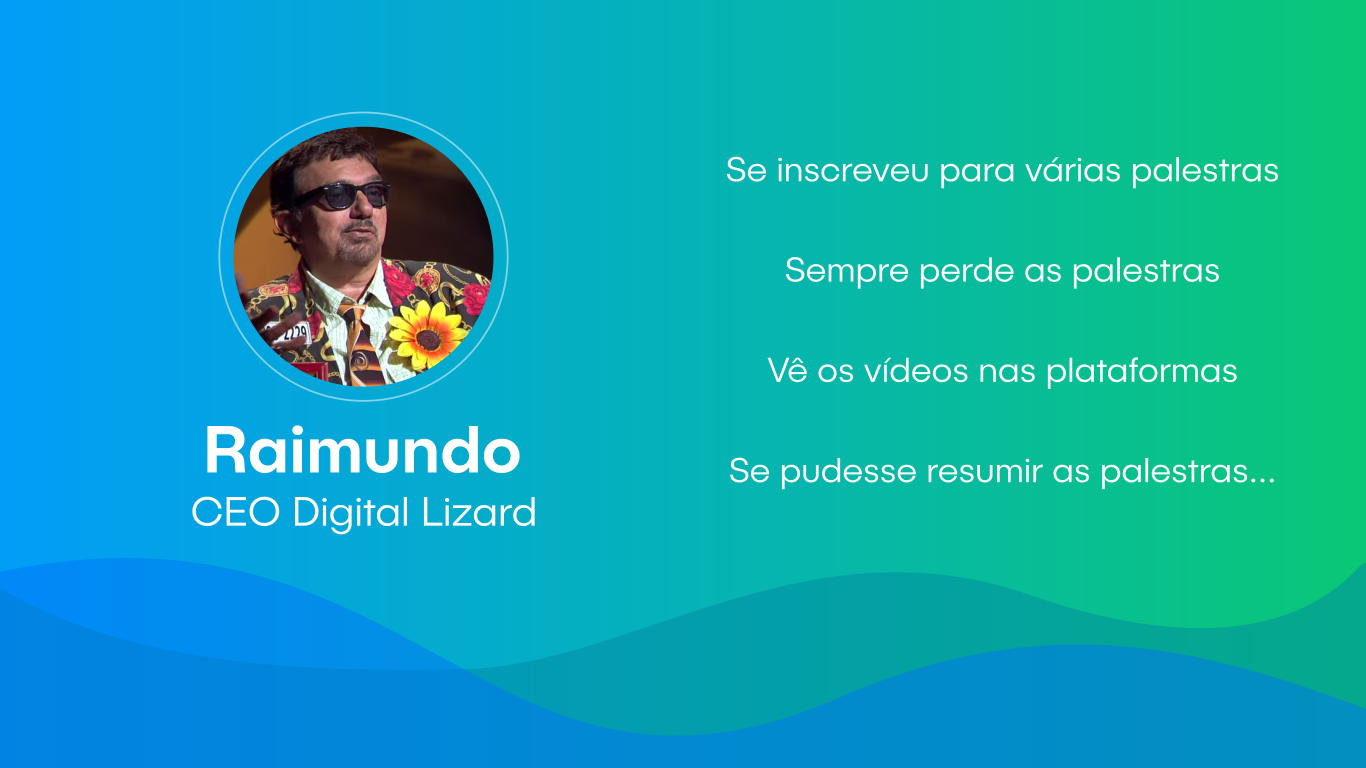 Raimundo
CEO Digital Lizard
Se inscreveu para várias palestras
Sempre perde as palestras
Vê os vídeos nas plataformas
Se pudesse resumir as palestras...